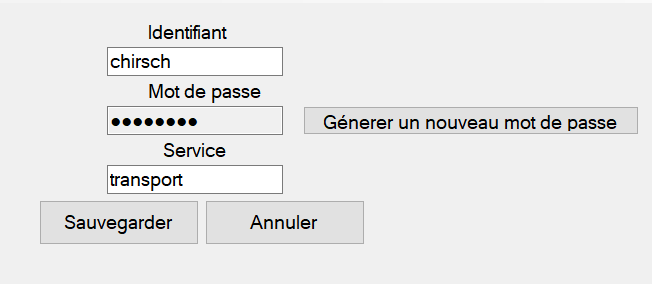 Identifiant
chirsch
Mot de passe
●●●●●●●●
Génerer un nouveau mot de passe
Service
transport
Sauvegarder
Annuler